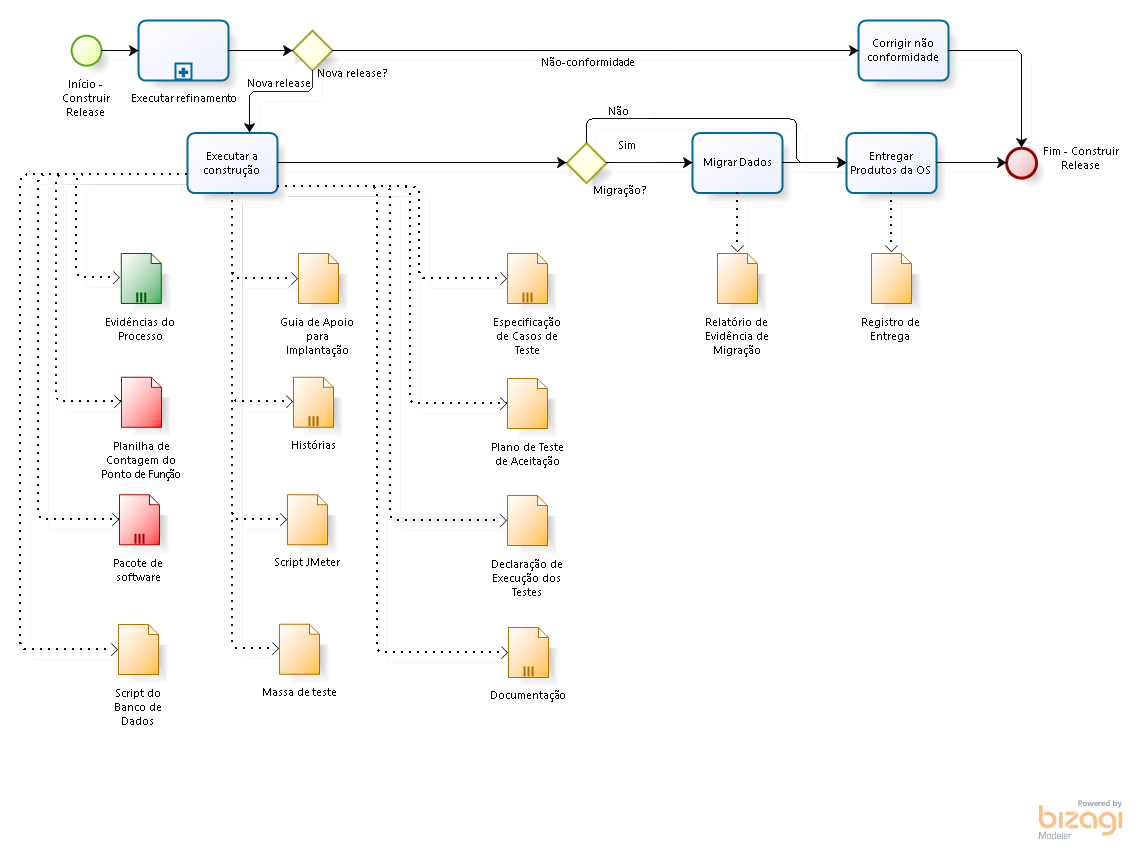 Início -
Construir
Release
Executar refinamento
Nova release?
Nova release
Não-conformidade
Corrigir não
conformidade
Executar a
construção
Não
Sim
Migração?
Migrar Dados
Entregar
Produtos da OS
Fim - Construir
Release
Evidências do
Processo
Guia de Apoio
para
Implantação
Especificação
de Casos de
Teste
Relatório de
Evidência de
Migração
Registro de
Entrega
Planilha de
Contagem do
Ponto de Função
Histórias
Plano de Teste
de Aceitação
Pacote de
software
Script JMeter
Declaração de
Execução dos
Testes
Script do
Banco de
Dados
Massa de teste
Documentação
Powered by
bizagi
Modeler